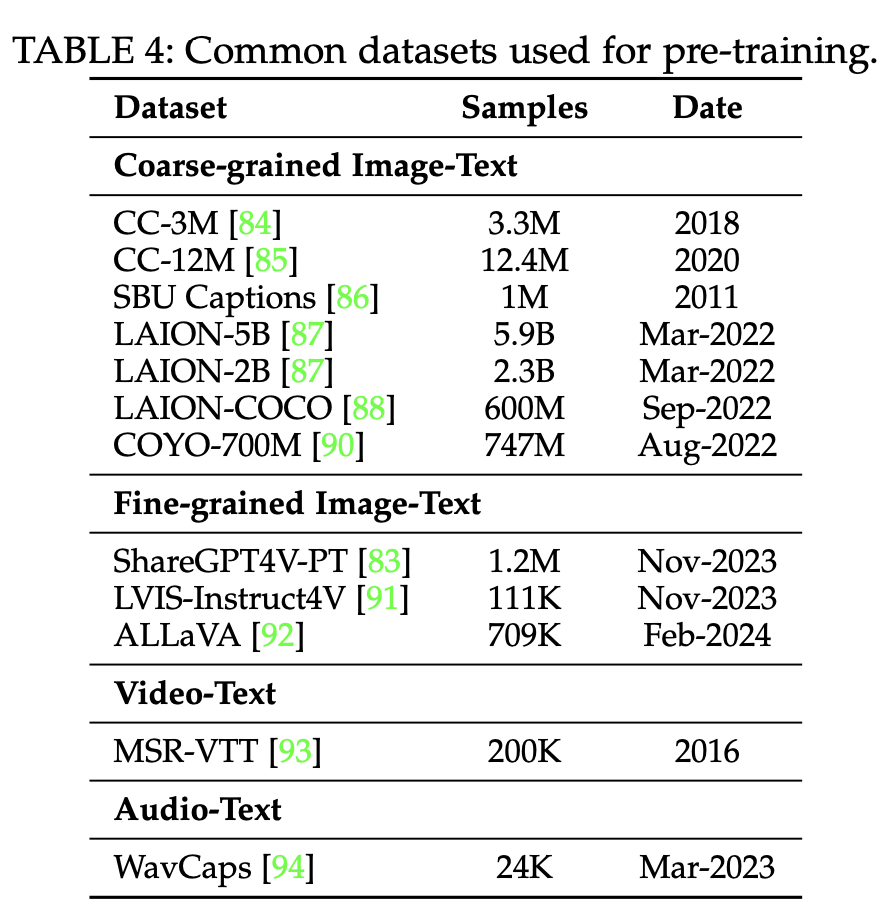 TABLE 4: Common datasets used for pre-training.
Dataset Samples Date
Coarse-grained Image-Text
CC-3M [84] 3.3M 2018
CC-12M [85] 12.4M 2020
SBU Captions [86] 1M 2011
LAION-5B [87] 5.9B Mar-2022
LAION-2B [87] 2.3B Mar-2022
LAION-COCO [88] 600M Sep-2022
COYO-700M [90] 747M Aug-2022
Fine-grained Image-Text
ShareGPT4V-PT [83] 1.2M Nov-2023
LVIS-Instruct4V [91] 111K Nov-2023
ALLaVA [92] 709K Feb-2024
Video-Text
MSR-VTT [93] 200K 2016
Audio-Text
WavCaps [94] 24K Mar-2023